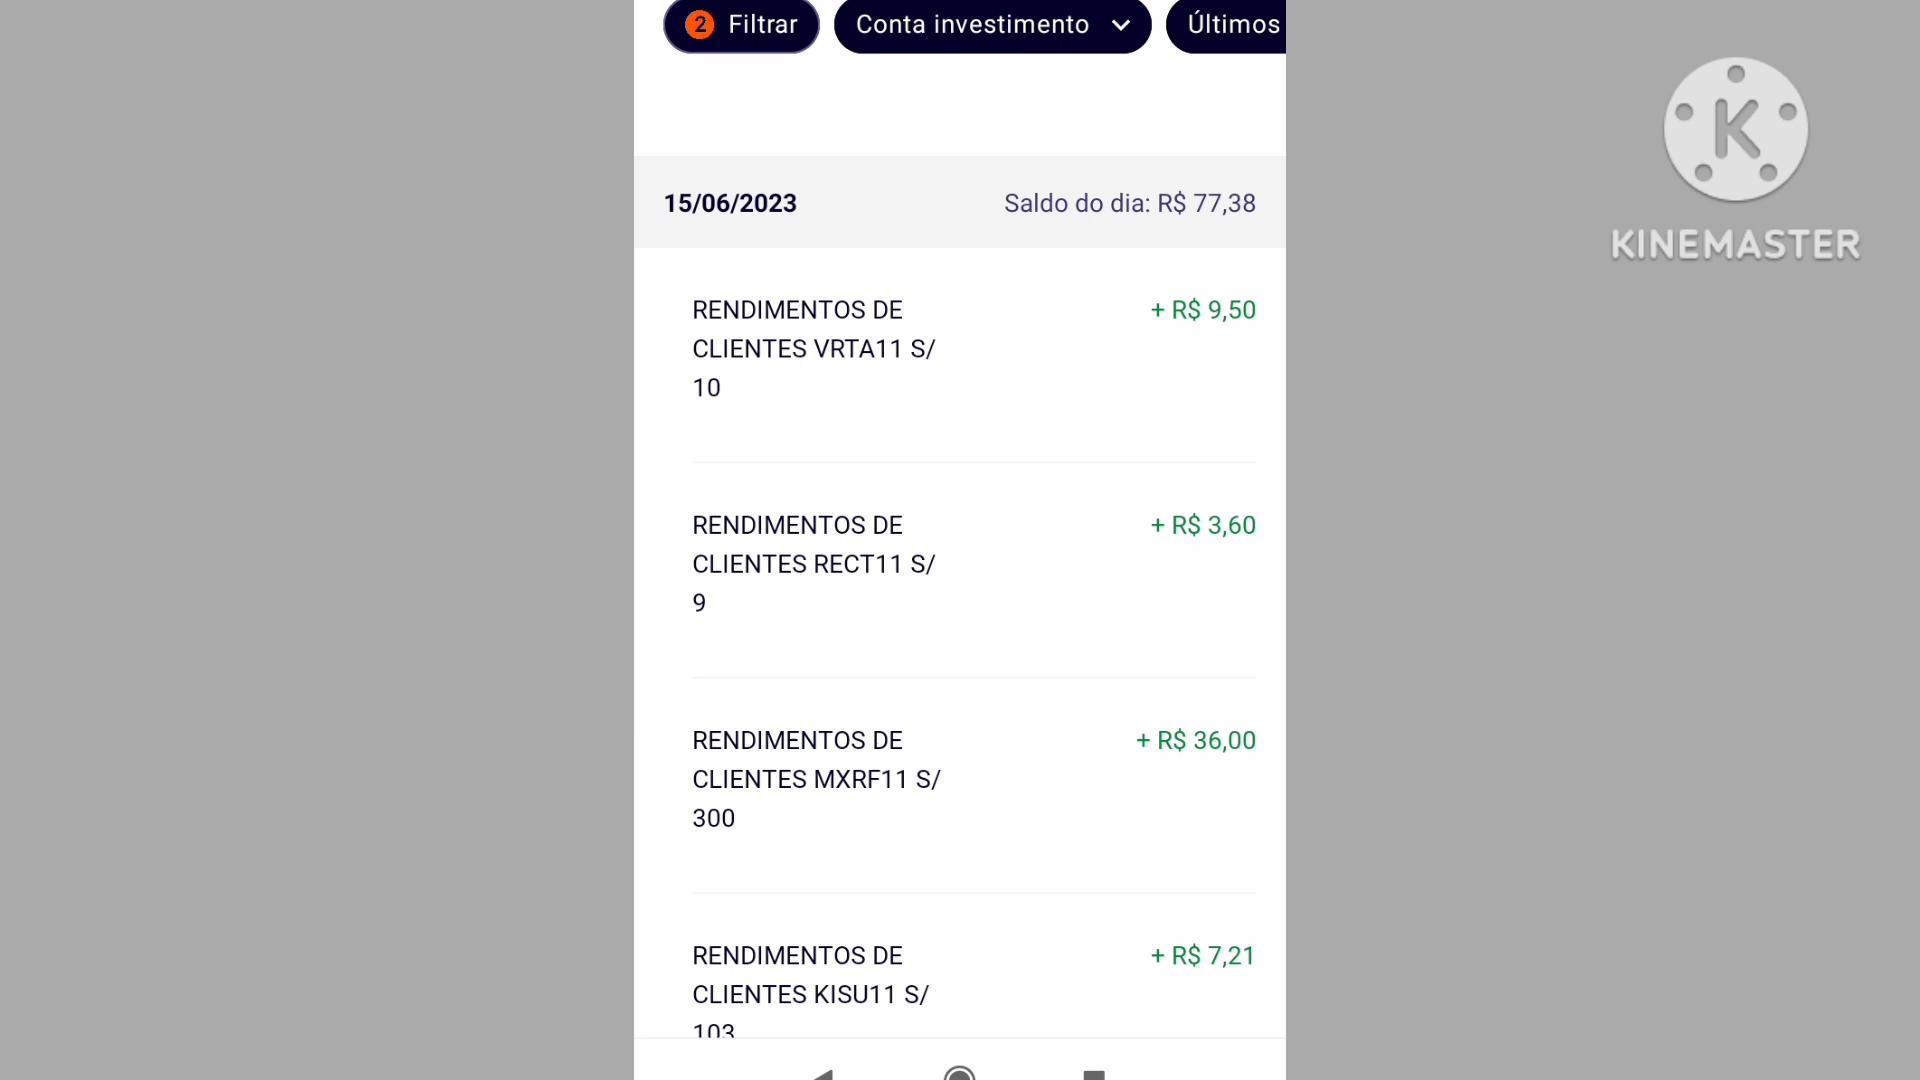 2 Filtrar Conta investimento Últimos
K
KINEMASTER
15/06/2023 Saldo do dia: R$ 77,38
RENDIMENTOS DE + R$ 9,50
CLIENTES VRTA11 S/
10
RENDIMENTOS DE + R$ 3,60
CLIENTES RECT11 S/
9
RENDIMENTOS DE + R$ 36,00
CLIENTES MXRF11 S/
300
RENDIMENTOS DE + R$ 7,21
CLIENTES KISU11 S/
103